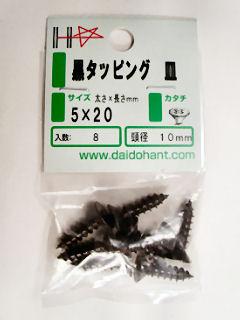 黒タッピング 皿
サイズ 太さ×長さmm
5×20
カタチ
入数: 8
頭径 10mm
www.daidohant.com